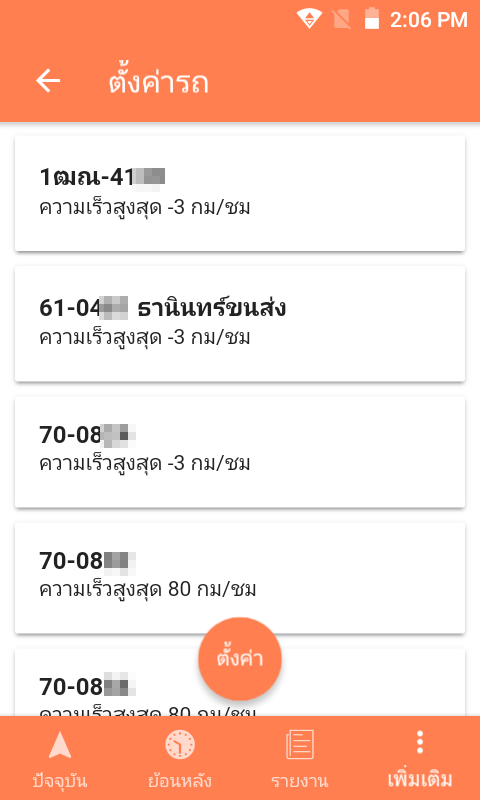 2:06 PM
ตั้งค่ารถ
1ฒณ-41
ความเร็วสูงสุด -3 กม/ชม
61-04 ธานินทร์ขนส่ง
ความเร็วสูงสุด -3 กม/ชม
70-08
ความเร็วสูงสุด -3 กม/ชม
70-08
ความเร็วสูงสุด 80 กม/ชม
70-08
ความเร็วสูงสุด 80 กม/ชม
ตั้งค่า
ปัจจุบัน ย้อนหลัง รายงาน เพิ่มเติม